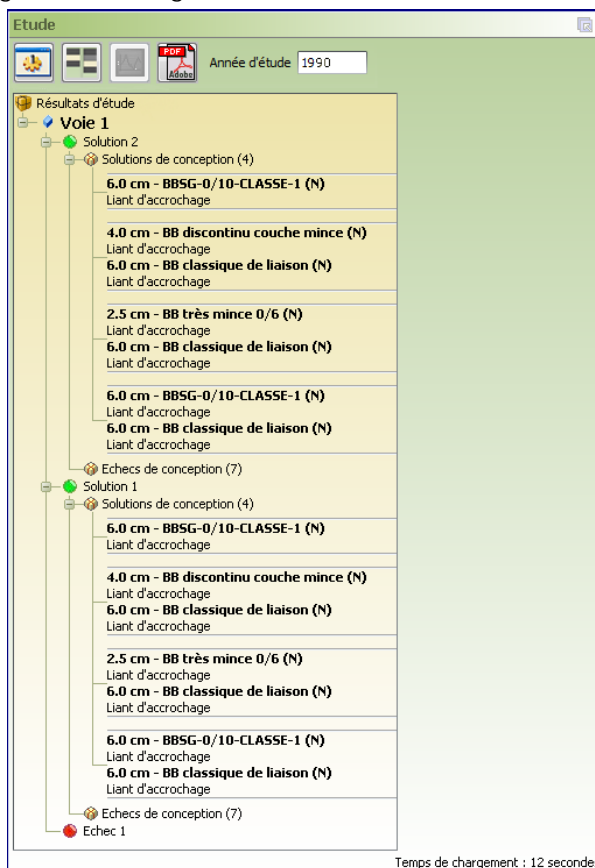 Etude
PDF
Adobe
Année d'étude 1990
Résultats d'étude
Voie 1
Solution 2
Solutions de conception (4)
6.0 cm - BBSG-0/10-CLASSE-1 (N)
Liant d'accrochage
4.0 cm - BB discontinu couche mince (N)
Liant d'accrochage
6.0 cm - BB classique de liaison (N)
Liant d'accrochage
2.5 cm - BB très mince 0/6 (N)
Liant d'accrochage
6.0 cm - BB classique de liaison (N)
Liant d'accrochage
6.0 cm - BBSG-0/10-CLASSE-1 (N)
Liant d'accrochage
6.0 cm - BB classique de liaison (N)
Liant d'accrochage
Echecs de conception (7)
Solution 1
Solutions de conception (4)
6.0 cm - BBSG-0/10-CLASSE-1 (N)
Liant d'accrochage
4.0 cm - BB discontinu couche mince (N)
Liant d'accrochage
6.0 cm - BB classique de liaison (N)
Liant d'accrochage
2.5 cm - BB très mince 0/6 (N)
Liant d'accrochage
6.0 cm - BB classique de liaison (N)
Liant d'accrochage
6.0 cm - BBSG-0/10-CLASSE-1 (N)
Liant d'accrochage
6.0 cm - BB classique de liaison (N)
Liant d'accrochage
Echecs de conception (7)
Echec 1
Temps de chargement : 12 seconde